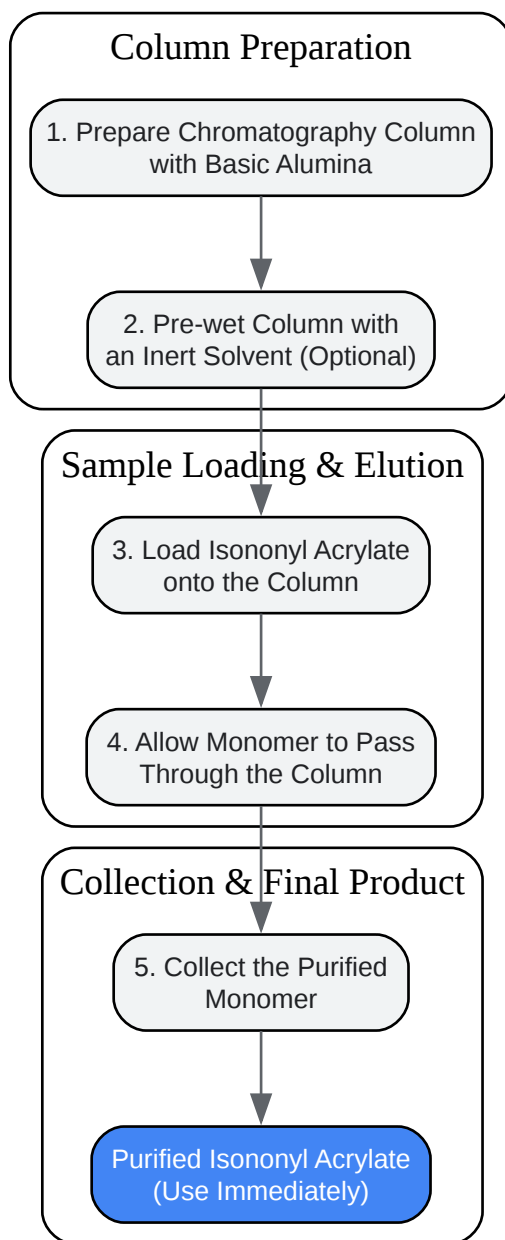 Column Preparation
1. Prepare Chromatography Column
with Basic Alumina
2. Pre-wet Column with
an Inert Solvent (Optional)
Sample Loading & Elution
3. Load Isononyl Acrylate
onto the Column
4. Allow Monomer to Pass
Through the Column
Collection & Final Product
5. Collect the Purified
Monomer
Purified Isononyl Acrylate
(Use Immediately)